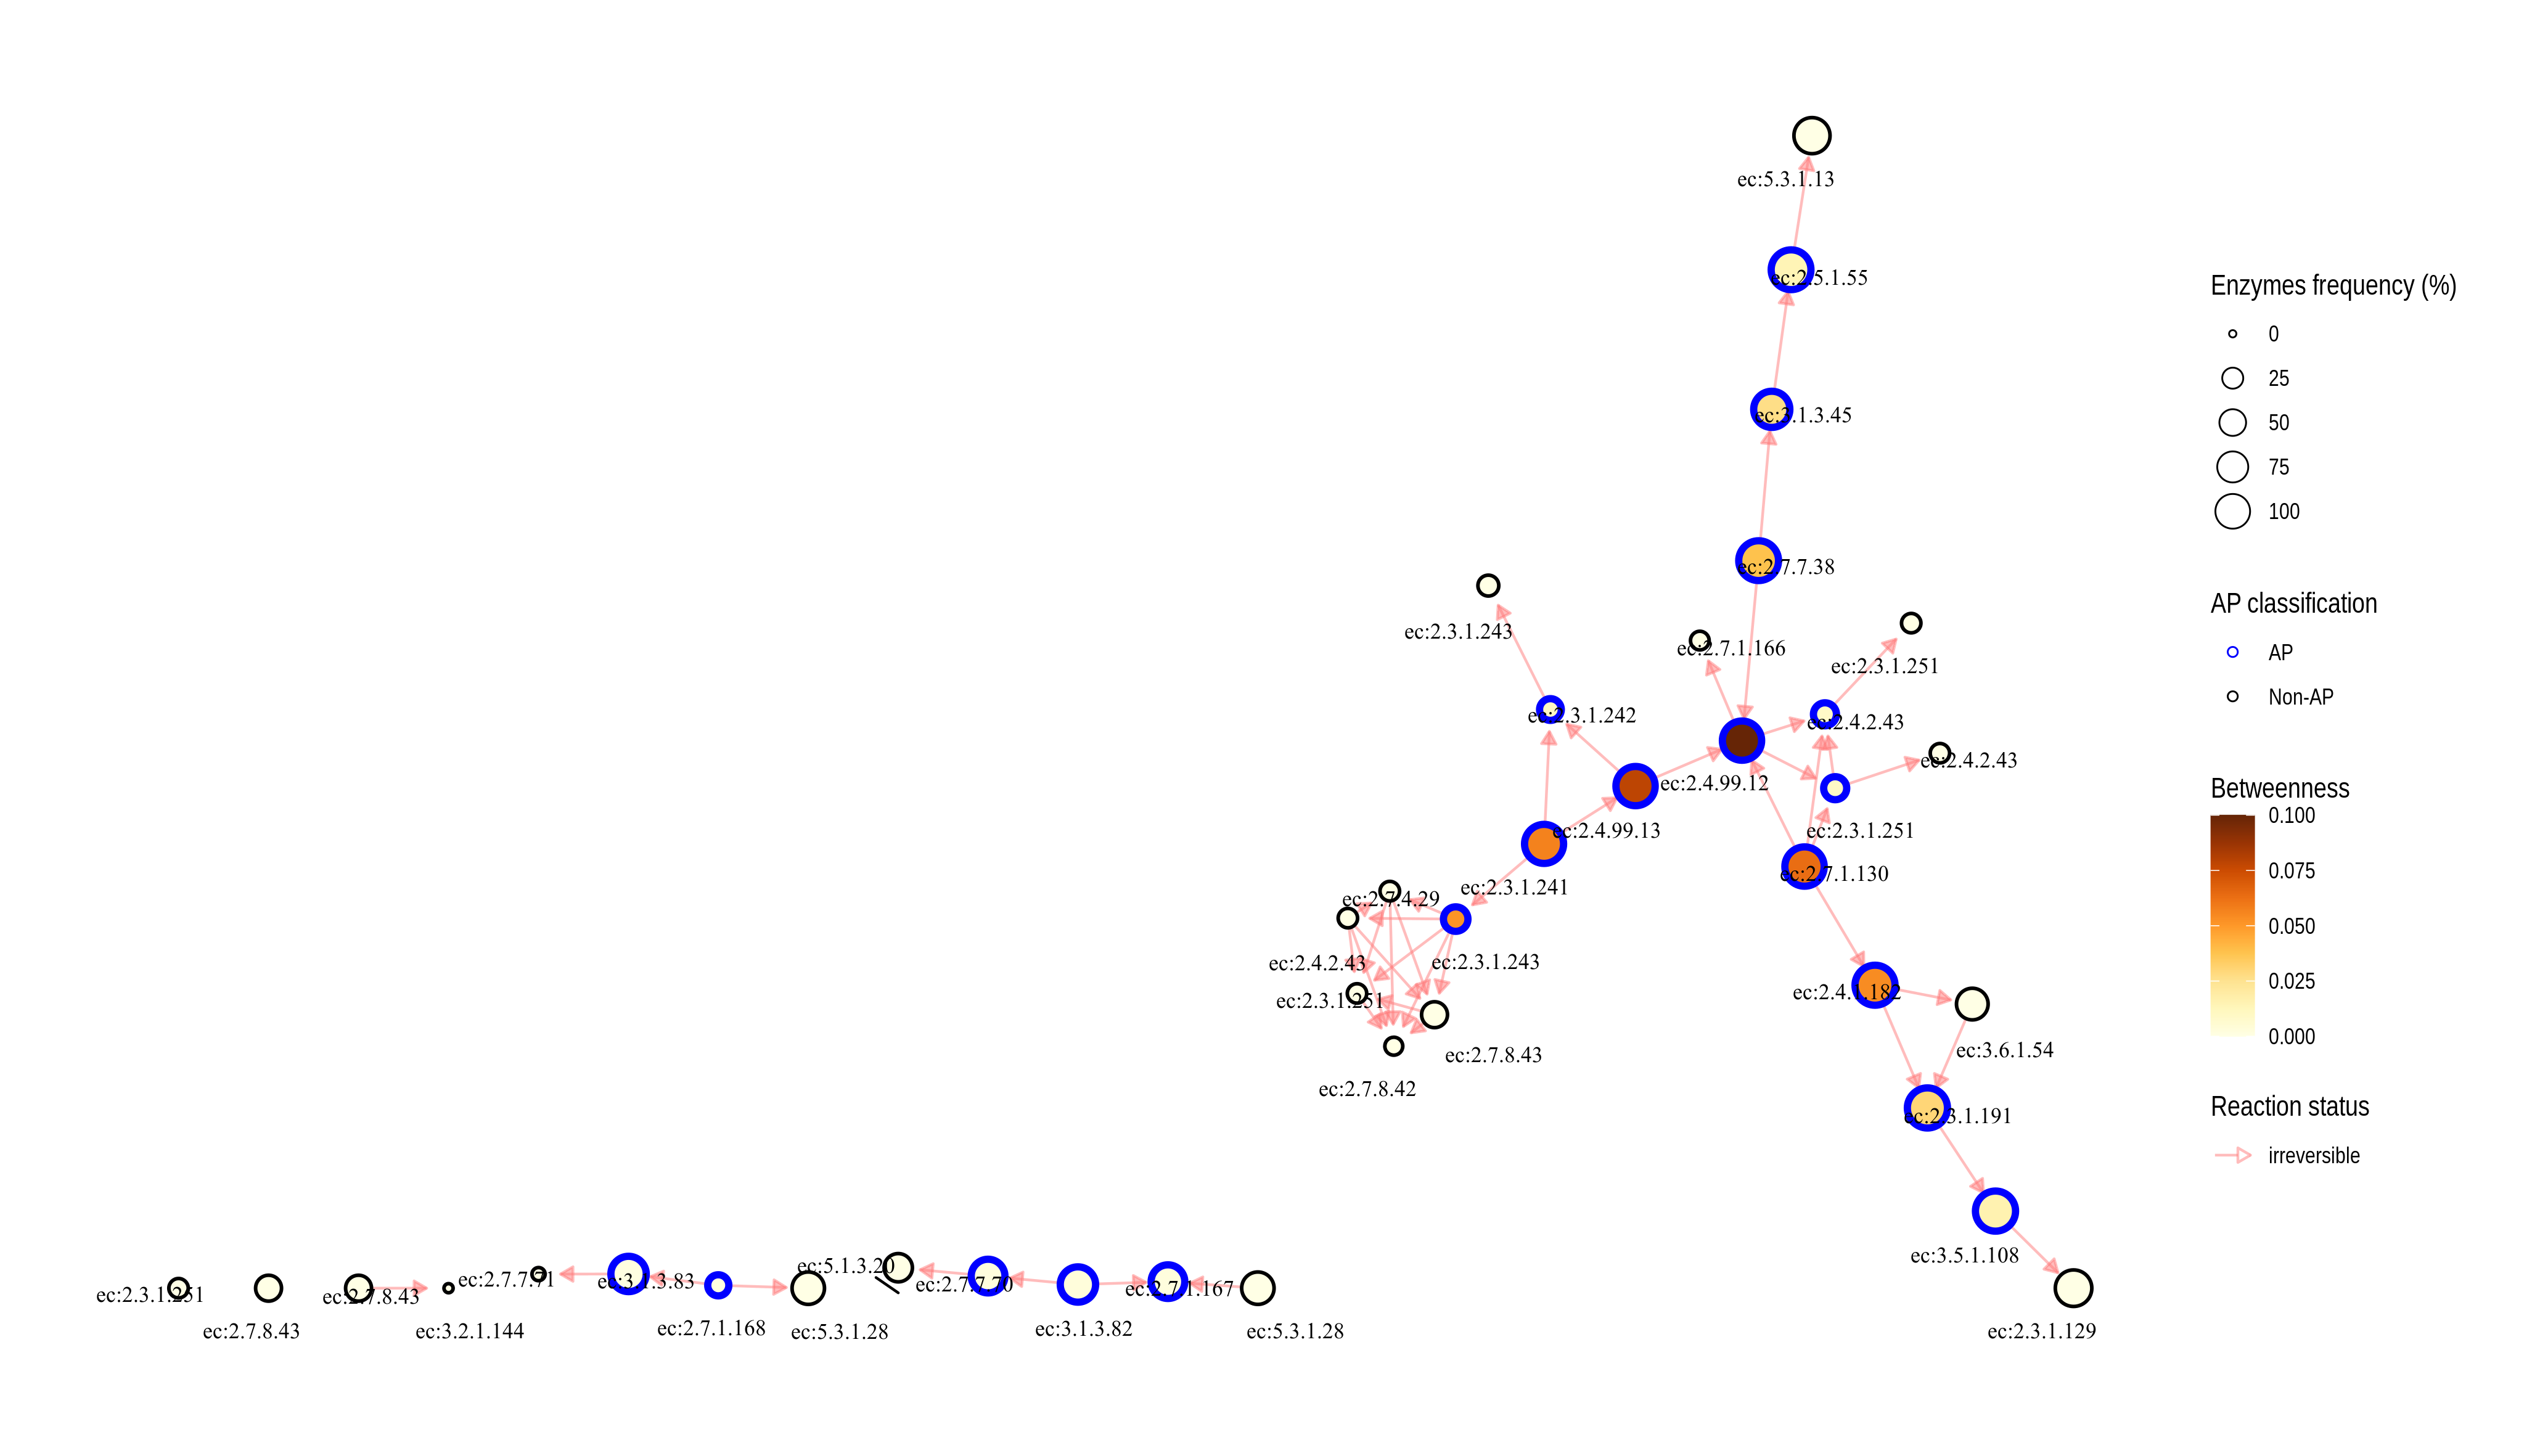 ec:5.3.1.13
ec:2.5.1.55
Enzymes frequency (%)
0
25
50
75
100
ec:3.1.3.45
ec:2.7.7.38
AP classification
AP
Non-AP
ec:2.3.1.243
ec:2.7.1.166
ec:2.3.1.251
ec:2.3.1.242
ec:2.4.2.43
ec:2.4.2.43
ec:2.4.99.12
Betweenness
0.100
0.075
0.050
0.025
0.000
ec:2.4.99.13
ec:2.3.1.251
ec:2.7.1.130
ec:2.3.1.241
ec:2.7.4.29
ec:2.4.2.43
ec:2.3.1.243
ec:2.3.1.251
ec:2.4.1.182
ec:2.7.8.43
ec:3.6.1.54
ec:2.7.8.42
ec:2.3.1.191
Reaction status
irreversible
ec:3.5.1.108
ec:2.3.1.251
ec:2.7.8.43
ec:2.7.8.43
ec:3.2.1.144
ec:2.7.7.71
ec:3.1.3.83
ec:2.7.1.168
ec:5.3.1.28
ec:5.1.3.20
ec:2.7.7.70
ec:3.1.3.82
ec:2.7.1.167
ec:5.3.1.28
ec:2.3.1.129